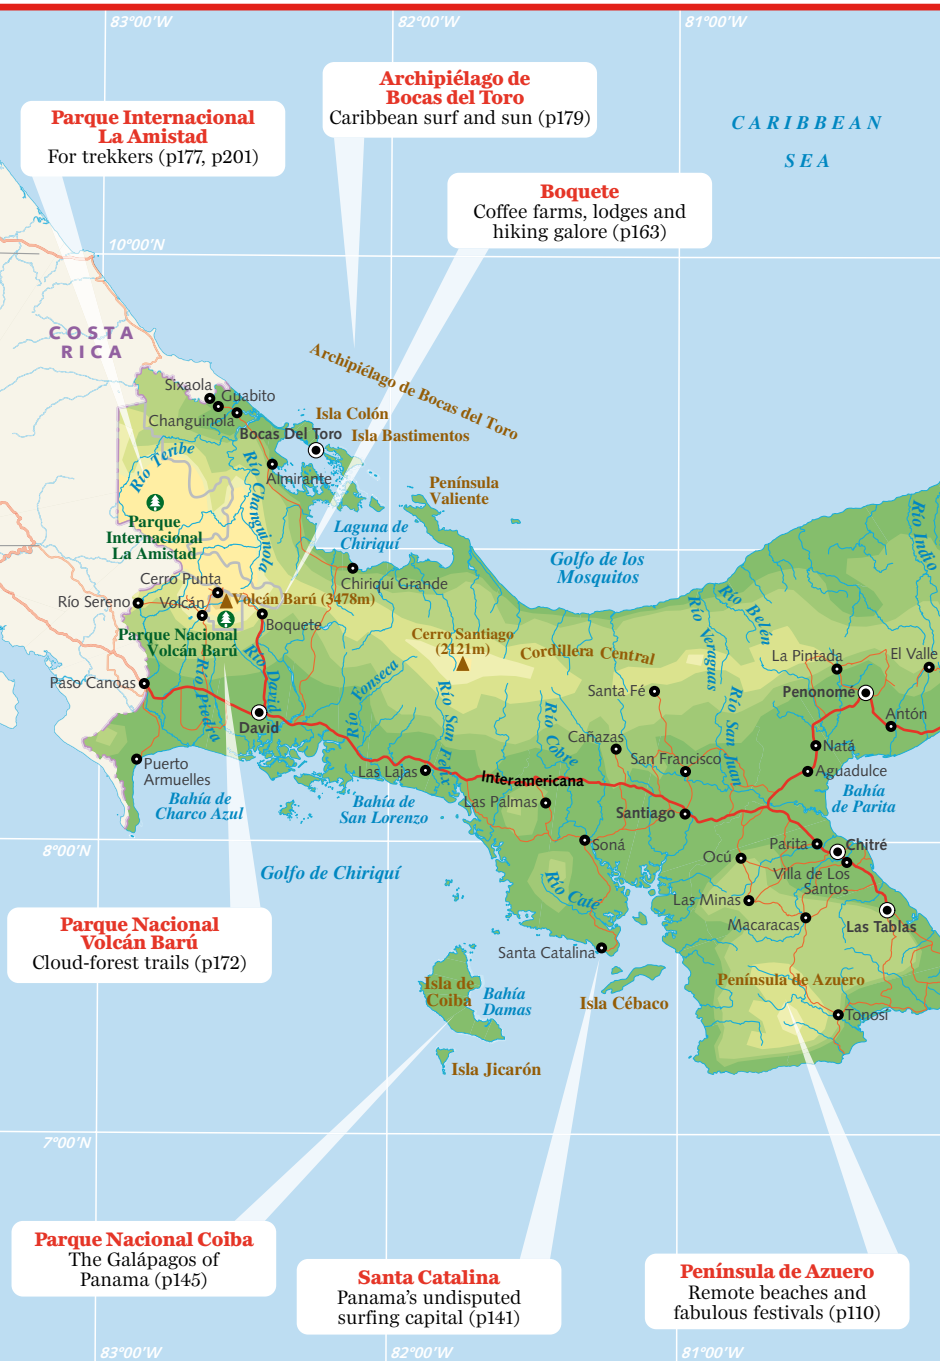 83°00'W
82°00'W
81°00'W
Archipiélago de
Bocas del Toro
Caribbean surf and sun (p179)
Parque Internacional
La Amistad
For trekkers (p177, p201)
CARIBBEAN
SEA
Boquete
Coffee farms, lodges and
hiking galore (p163)
10°00'N
COSTA
RICA
Archipiélago de Bocas del Toro
Sixaola
Guabito
Changuinola
Isla Colón
Bocas Del Toro
Isla Bastimentos
Río Teribe
Río Changuinola
Almirante
Península
Valiente
Parque
Internacional
La Amistad
Laguna de
Chiriquí
Golfo de los
Mosquitos
Río Indio
Cerro Punta
Chiriquí Grande
Río Sereno
Volcán
Volcán Barú (3478m)
Boquete
Parque Nacional
Volcán Barú
Cerro Santiago
(2121m)
Cordillera Central
Río Veraguas
Río Belén
La Pintada
El Valle
Paso Canoas
Río Piedra
Río David
Río Fonseca
Río San Felix
Santa Fé
Penonomé
David
Río Cobre
Río San Juan
Antón
Cañazas
Natá
Puerto
Armuelles
Las Lajas
Interamericana
San Francisco
Aguadulce
Bahía de
Charco Azul
Bahía de
San Lorenzo
Las Palmas
Santiago
Bahía
de Parita
8°00'N
Soná
Parita
Chitré
Golfo de Chiriquí
Ocú
Villa de Los
Santos
Río Caté
Las Minas
Macaracas
Las Tablas
Parque Nacional
Volcán Barú
Cloud-forest trails (p172)
Santa Catalina
Isla de
Coiba
Bahía
Damas
Isla Cébaco
Península de Azuero
Tonosí
Isla Jicarón
7°00'N
Parque Nacional Coiba
The Galápagos of
Panama (p145)
Santa Catalina
Panama's undisputed
surfing capital (p141)
Península de Azuero
Remote beaches and
fabulous festivals (p110)
83°00'W
82°00'W
81°00'W